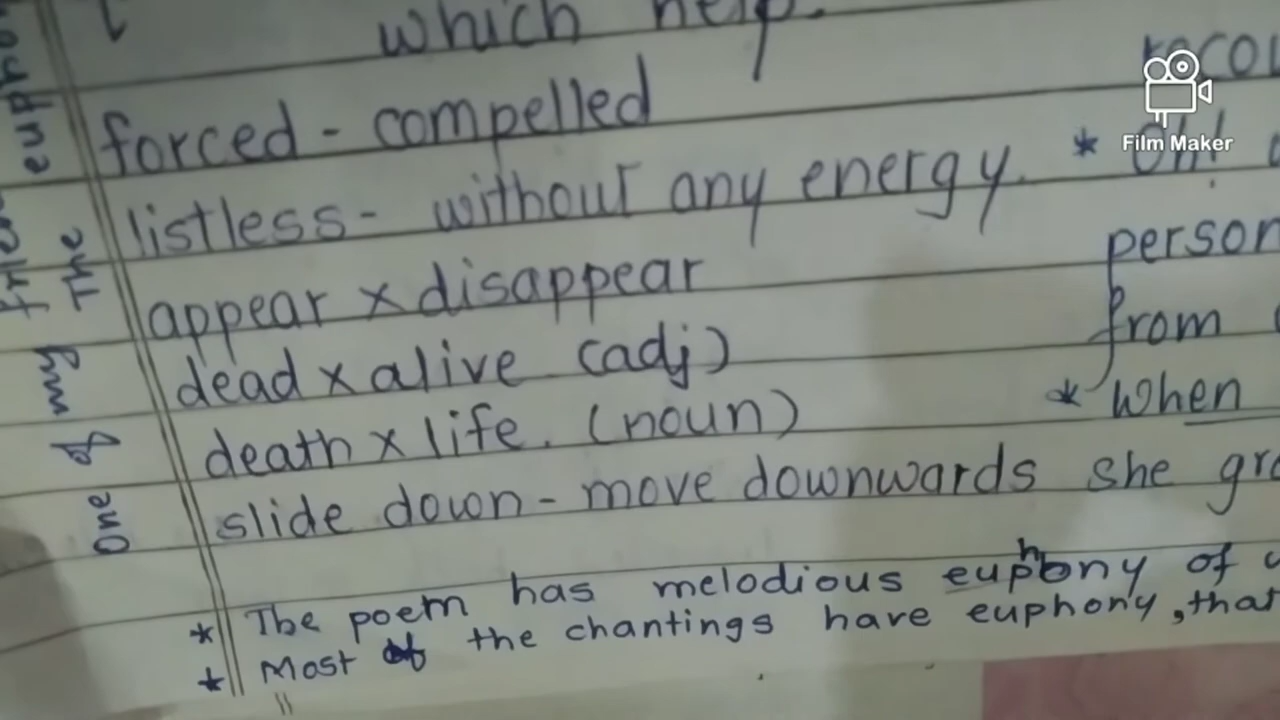 which help.
forced - compelled
listless - without any energy. * Oh!
appear x disappear person
dead x alive (adj) from
death x life. (noun) * when
slide down - move downwards she
* The poem has melodious euphony of
* Most of the chantings have euphony, that
One of my
The
Film Maker